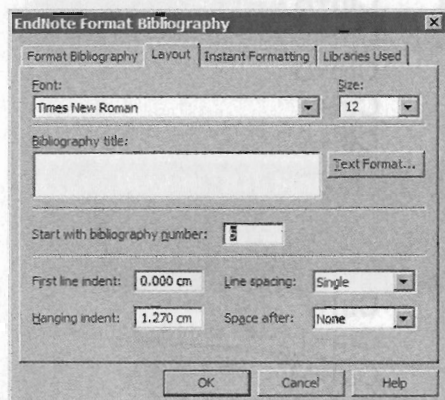 EndNote Format Bibliography
Format Bibliography Layout Instant Formatting Libraries Used
Font: Size:
Times New Roman 12
Bibliography title:
Text Format...
Start with bibliography number:
First line indent: 0.000 cm Line spacing: Single
Hanging indent: 1.270 cm Space after: None
OK Cancel Help